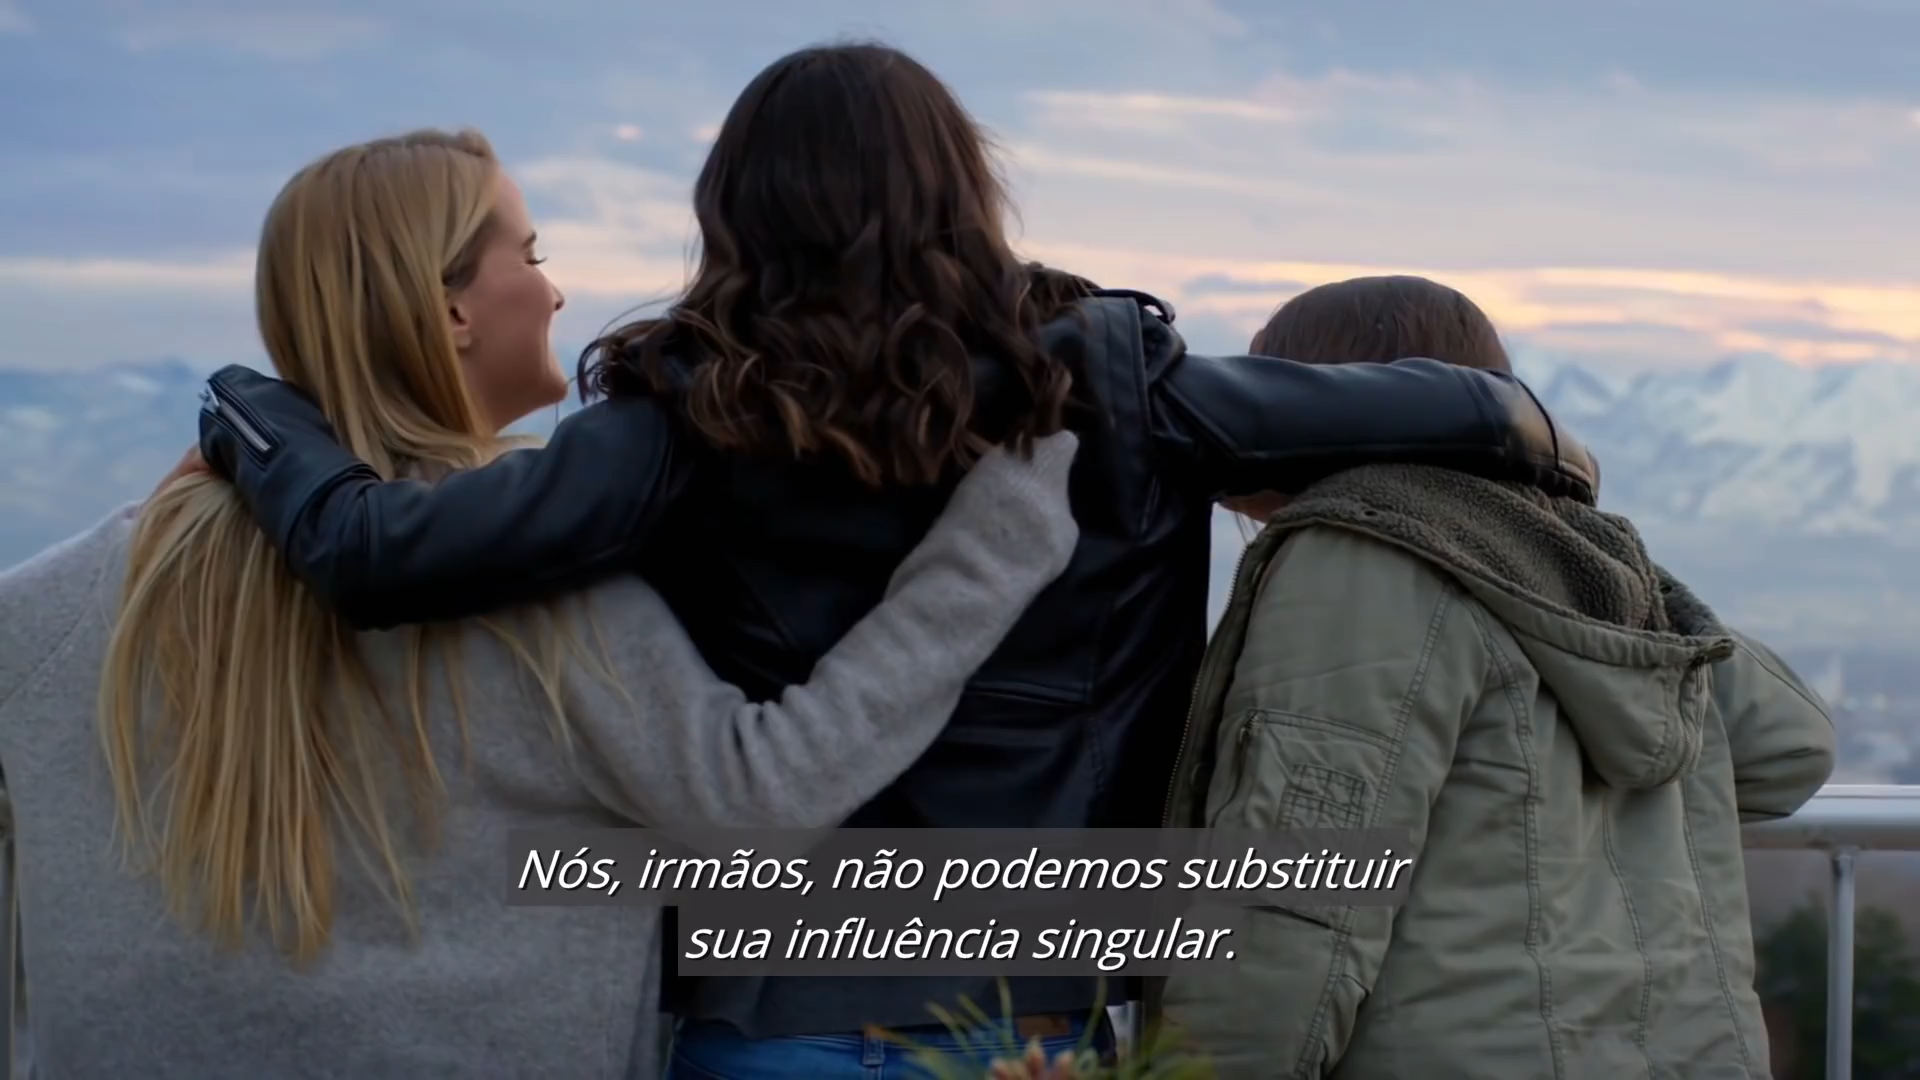 Nós, irmãos, não podemos substituir
sua influência singular.